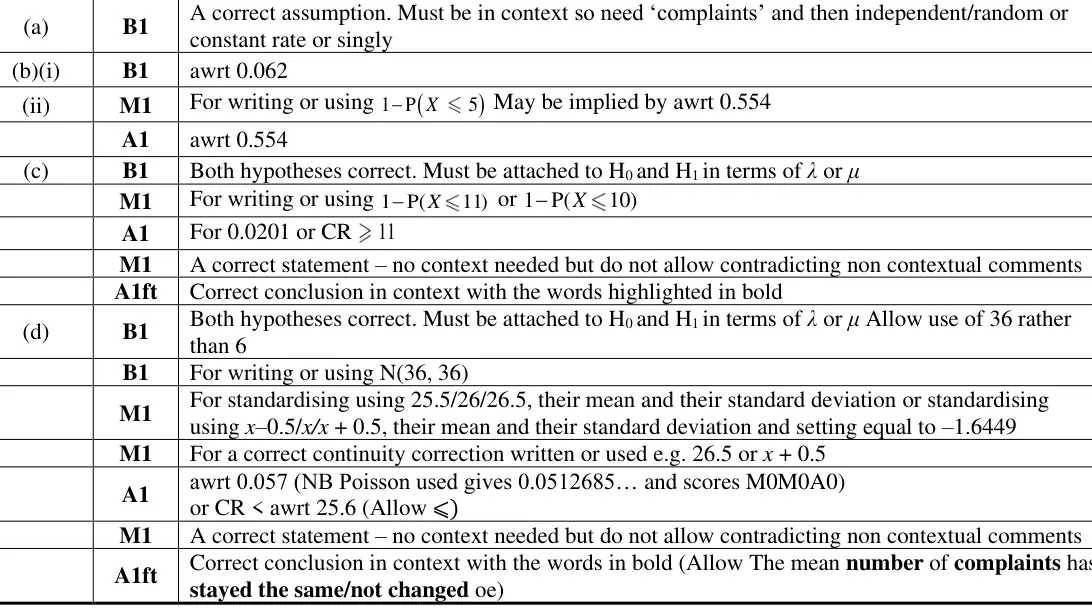 (a) B1 A correct assumption. Must be in context so need ‘complaints’ and then independent/random or
constant rate or singly
(b)(i) B1 awrt 0.062
(ii) M1 For writing or using 1−P(X ⩽ 5) May be implied by awrt 0.554
A1 awrt 0.554
(c) B1 Both hypotheses correct. Must be attached to H₀ and H₁ in terms of λ or μ
M1 For writing or using 1−P(X⩽11) or 1−P(X⩽10)
A1 For 0.0201 or CR ⩾ 11
M1 A correct statement – no context needed but do not allow contradicting non contextual comments
A1ft Correct conclusion in context with the words highlighted in bold
(d) B1 Both hypotheses correct. Must be attached to H₀ and H₁ in terms of λ or μ Allow use of 36 rather
than 6
B1 For writing or using N(36, 36)
M1 For standardising using 25.5/26/26.5, their mean and their standard deviation or standardising
using x–0.5/x/x + 0.5, their mean and their standard deviation and setting equal to –1.6449
M1 For a correct continuity correction written or used e.g. 26.5 or x + 0.5
A1 awrt 0.057 (NB Poisson used gives 0.0512685… and scores M0M0A0)
or CR < awrt 25.6 (Allow ⩽)
M1 A correct statement – no context needed but do not allow contradicting non contextual comments
A1ft Correct conclusion in context with the words in bold (Allow The mean number of complaints has
stayed the same/not changed oe)